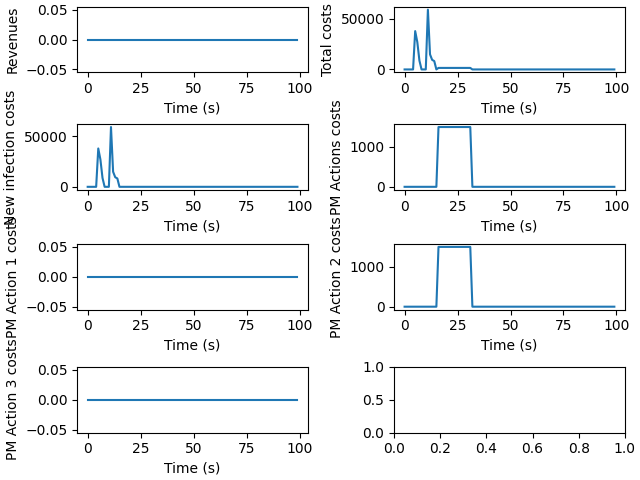 Revenues
0.05
0.00
−0.05
0 25 50 75 100
Time (s)
Total costs
50000
0
0 25 50 75 100
Time (s)
New infection costs
50000
0
0 25 50 75 100
Time (s)
PM Actions costs
1000
0
0 25 50 75 100
Time (s)
PM Action 1 costs
0.05
0.00
−0.05
0 25 50 75 100
Time (s)
PM Action 2 costs
1000
0
0 25 50 75 100
Time (s)
PM Action 3 costs
0.05
0.00
−0.05
0 25 50 75 100
Time (s)
1.0
0.5
0.0
0.0 0.2 0.4 0.6 0.8 1.0